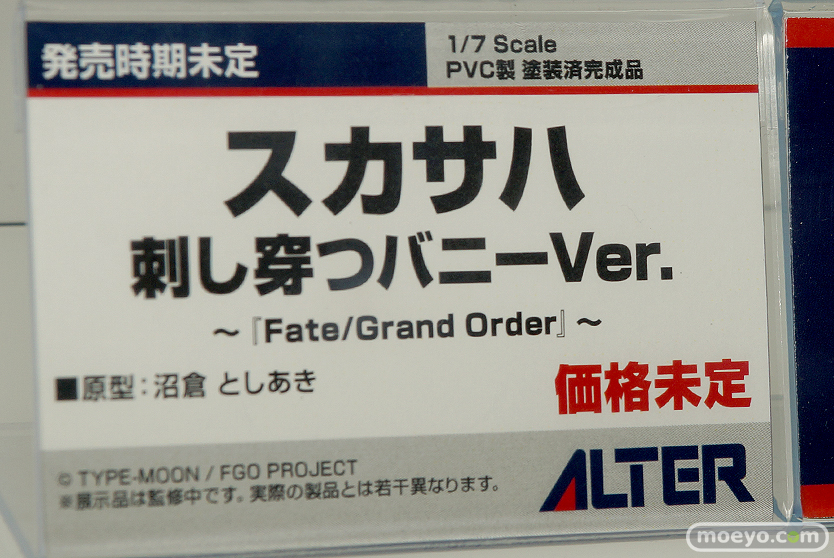 発売時期未定
1/7 Scale
PVC製 塗装済完成品
スカサハ
刺し穿つバニーVer.
～『Fate/Grand Order』～
■原型：沼倉 としあき
価格未定
© TYPE-MOON / FGO PROJECT
※展示品は監修中です。実際の製品とは若干異なります。
ALTER
moeyo.com